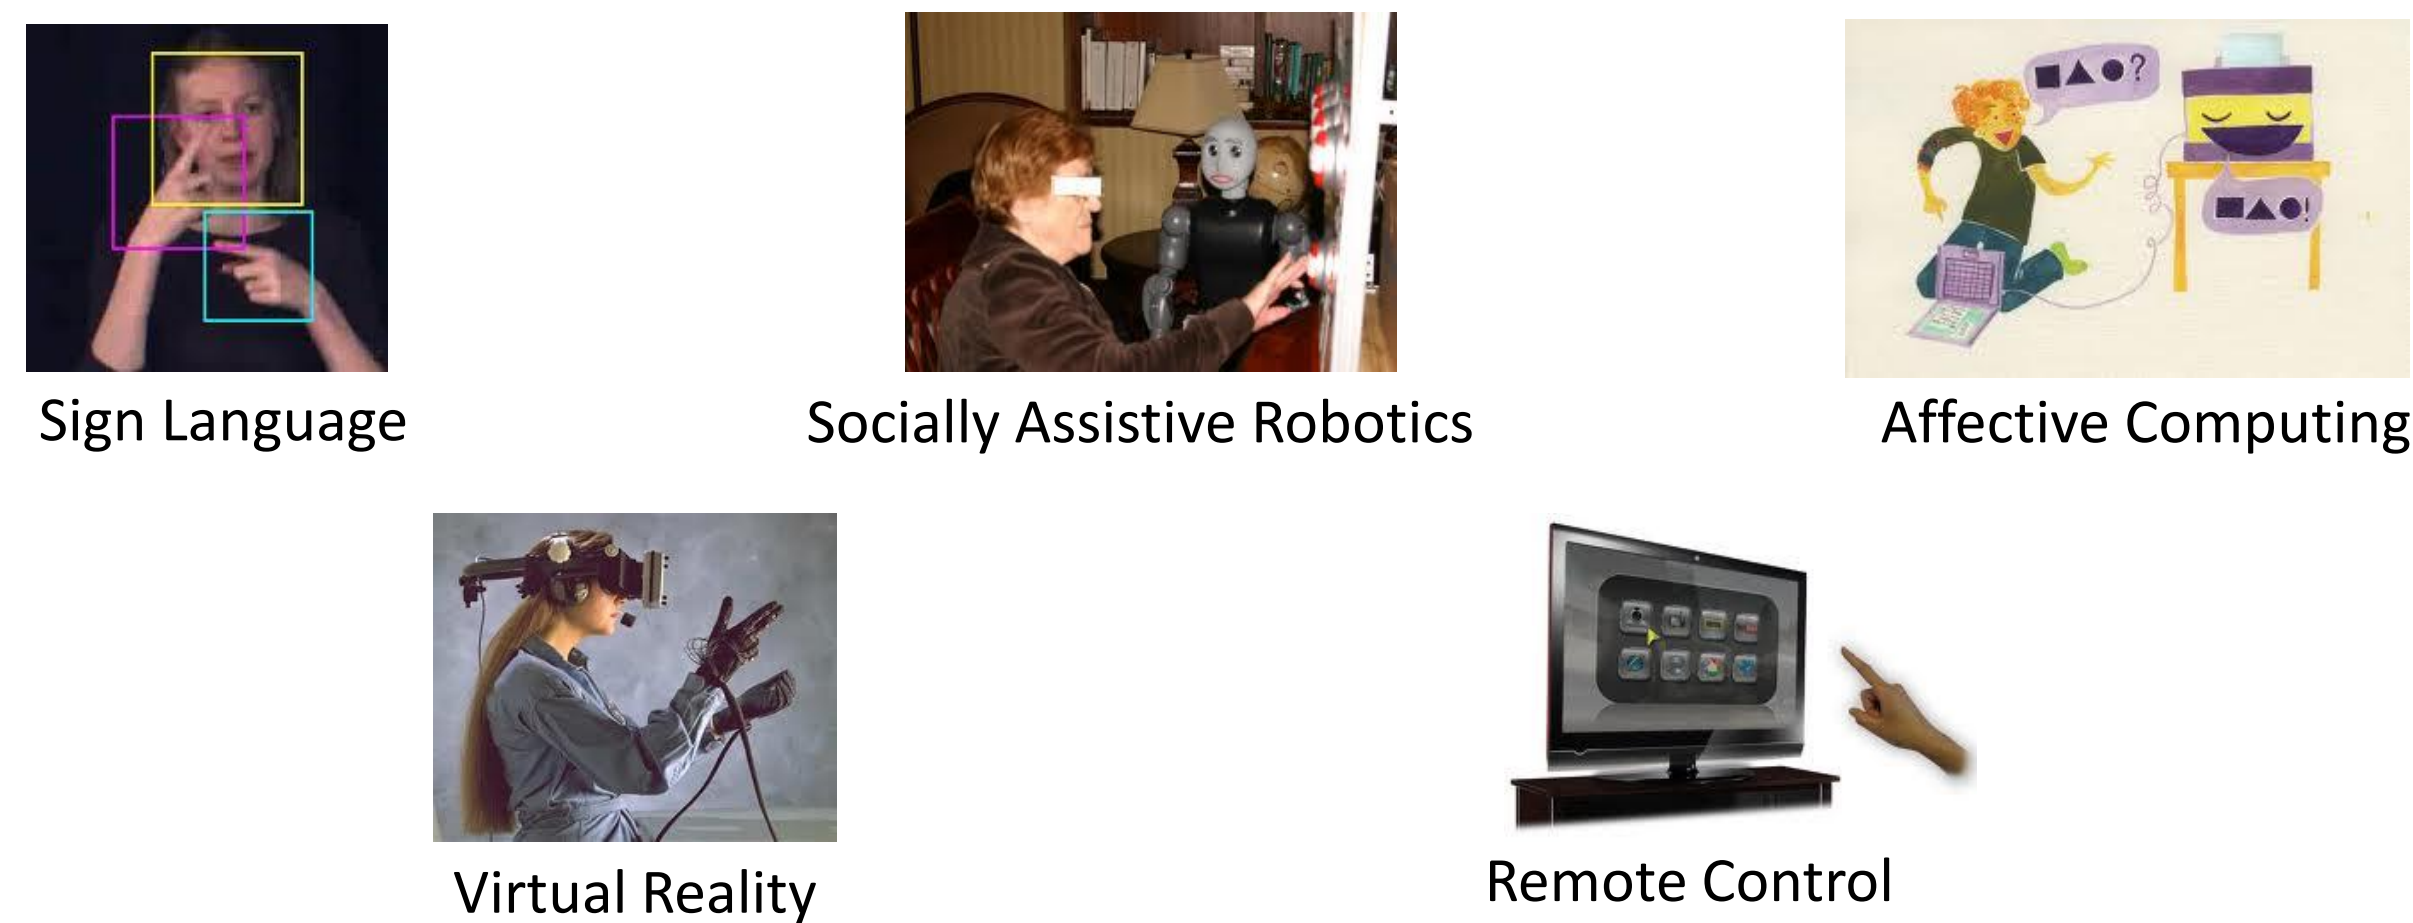 Sign Language
Socially Assistive Robotics
Affective Computing
Virtual Reality
Remote Control